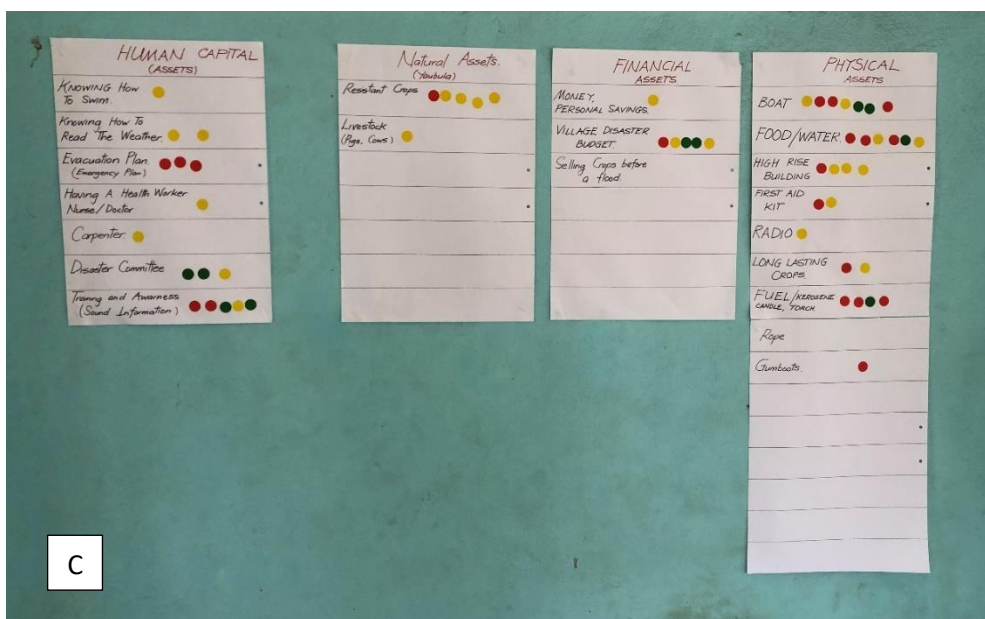 HUMAN CAPITAL
(ASSETS)
KNOWING HOW
TO SWIM.
Knowing How To
Read The Weather.
Evacuation Plan.
(Emergency Plan)
Having A Health Worker
Nurse/Doctor
Carpenter.
Disaster Committee
Training and Awarness
(Sound Information)
Natural Assets.
(Yaubula)
Resistant Crops
Livestock
(Pigs, Cows)
FINANCIAL
ASSETS
MONEY,
PERSONAL SAVINGS.
VILLAGE DISASTER
BUDGET.
Selling Crops before
a flood.
PHYSICAL
ASSETS
BOAT
FOOD/WATER.
HIGH RISE
BUILDING
FIRST AID
KIT
RADIO
LONG LASTING
CROPS.
FUEL/KEROSENE
CANDLE, TORCH.
Rope
Gumboots.
C